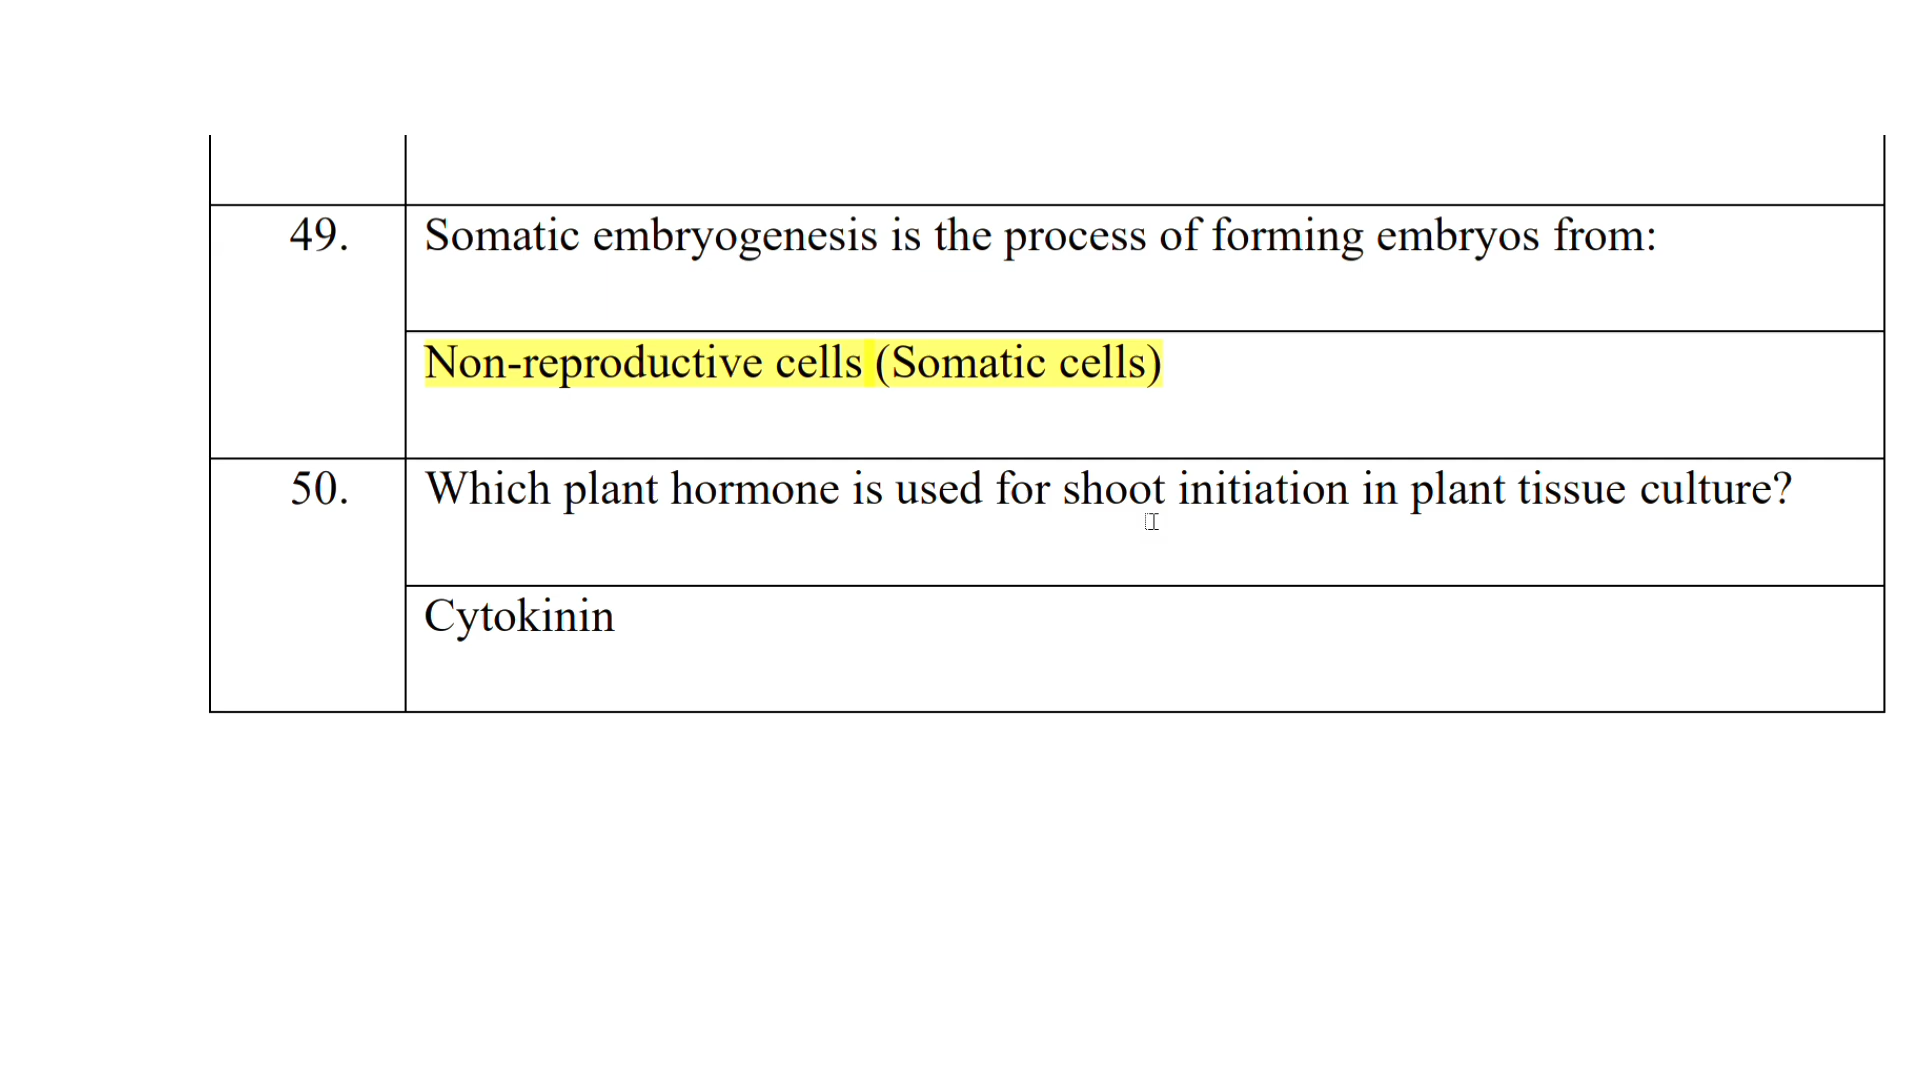 49.
Somatic embryogenesis is the process of forming embryos from:
Non-reproductive cells (Somatic cells)
50.
Which plant hormone is used for shoot initiation in plant tissue culture?
Cytokinin